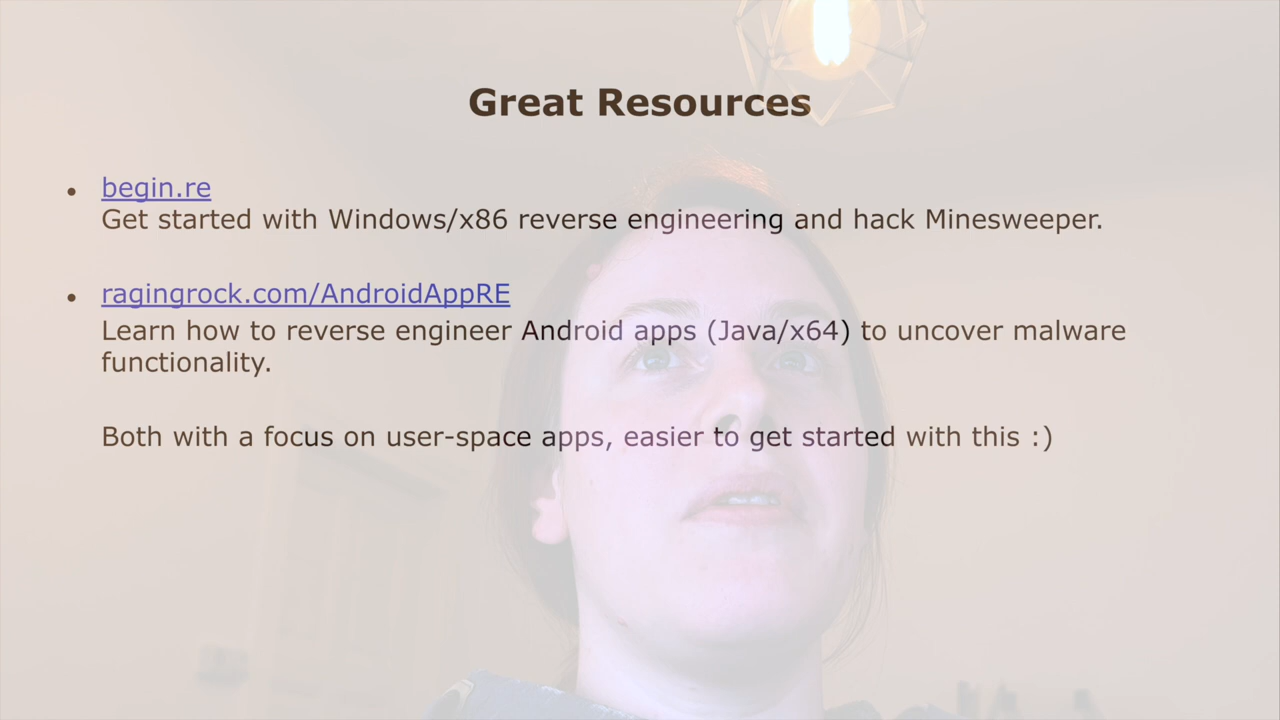 Great Resources
• begin.re
Get started with Windows/x86 reverse engineering and hack Minesweeper.
• ragingrock.com/AndroidAppRE
Learn how to reverse engineer Android apps (Java/x64) to uncover malware
functionality.
Both with a focus on user-space apps, easier to get started with this :)